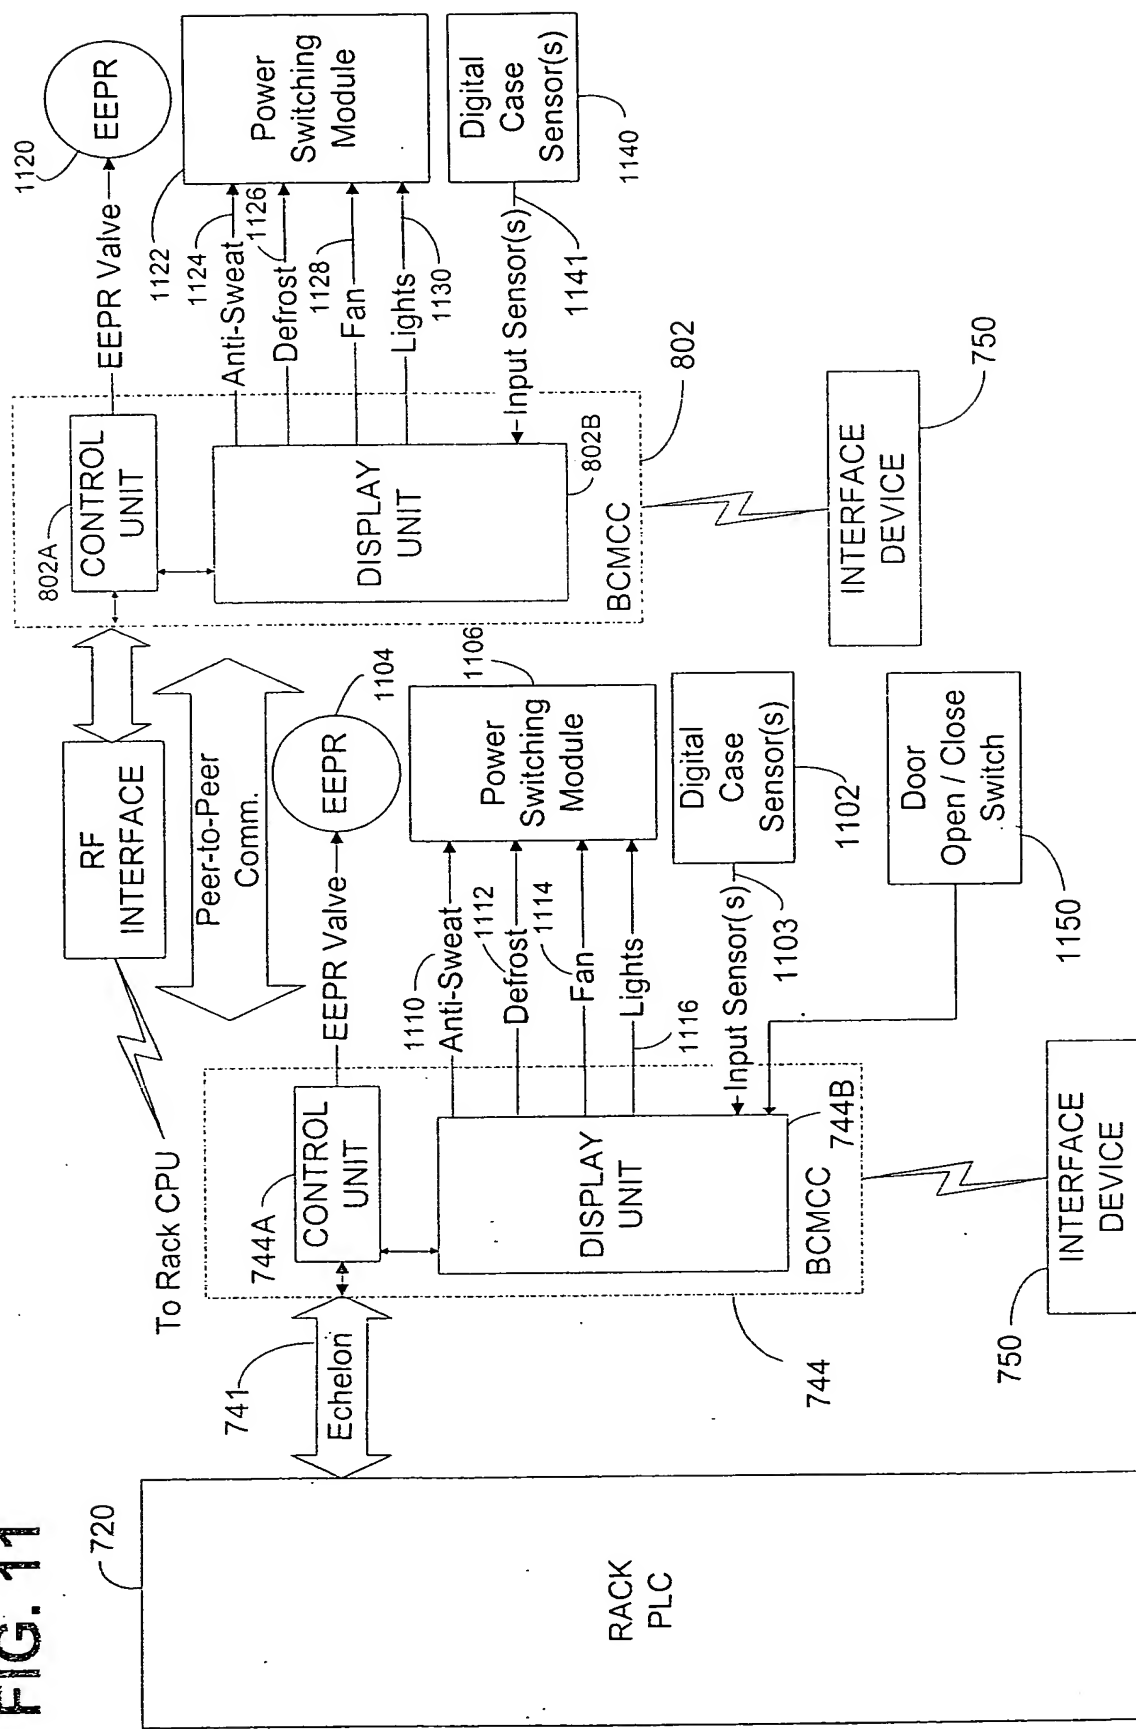 FIG. 11
720
RACK
PLC
741
Echelon
To Rack CPU
RF
INTERFACE
Peer-to-Peer
Comm.
744A
CONTROL
UNIT
DISPLAY
UNIT
744B
BCMCC
744
750
INTERFACE
DEVICE
EEPR Valve
EEPR
1104
1110
Anti-Sweat
1112
Defrost
1114
Fan
Lights
1116
Power
Switching
Module
1106
Input Sensor(s)
1103
Digital
Case
Sensor(s)
1102
Door
Open / Close
Switch
1150
802A
CONTROL
UNIT
DISPLAY
UNIT
802B
BCMCC
802
INTERFACE
DEVICE
750
EEPR Valve
EEPR
1120
1122
1124
Anti-Sweat
1126
Defrost
1128
Fan
Lights
1130
Power
Switching
Module
Input Sensor(s)
1141
Digital
Case
Sensor(s)
1140